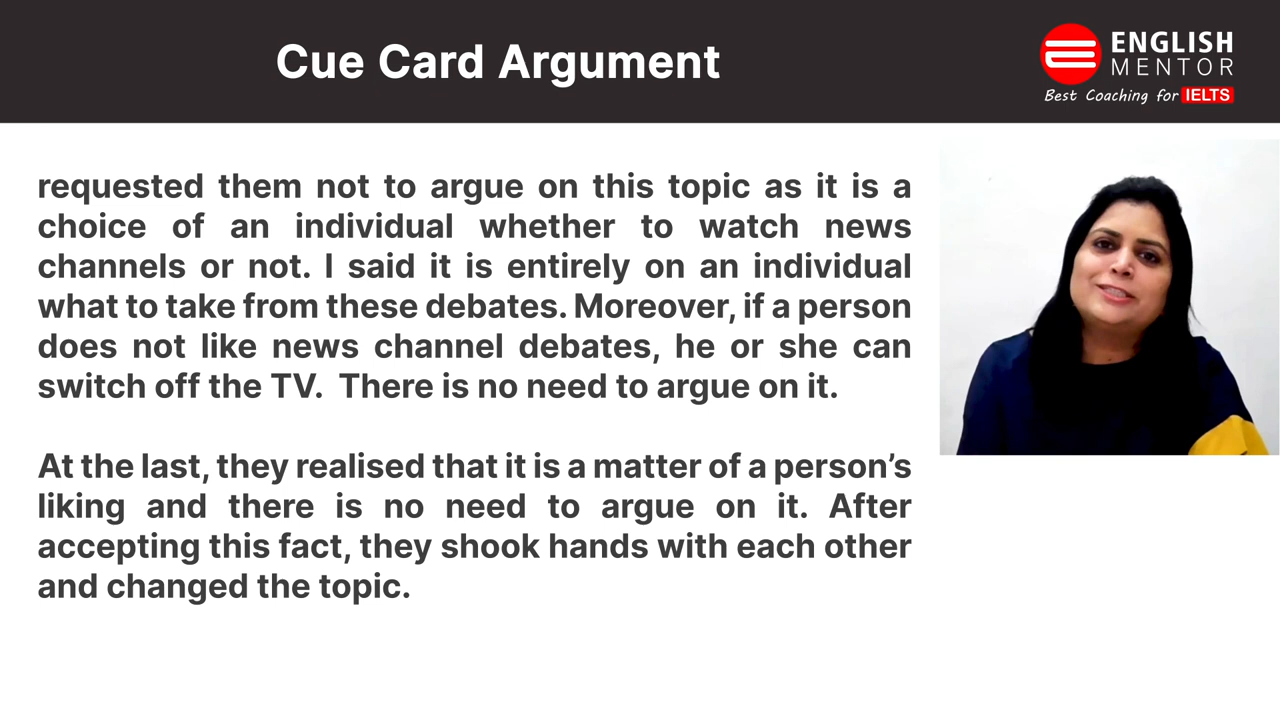 Cue Card Argument
ENGLISH
MENTOR
Best Coaching for IELTS
requested them not to argue on this topic as it is a
choice of an individual whether to watch news
channels or not. I said it is entirely on an individual
what to take from these debates. Moreover, if a person
does not like news channel debates, he or she can
switch off the TV.  There is no need to argue on it.
At the last, they realised that it is a matter of a person’s
liking and there is no need to argue on it. After
accepting this fact, they shook hands with each other
and changed the topic.